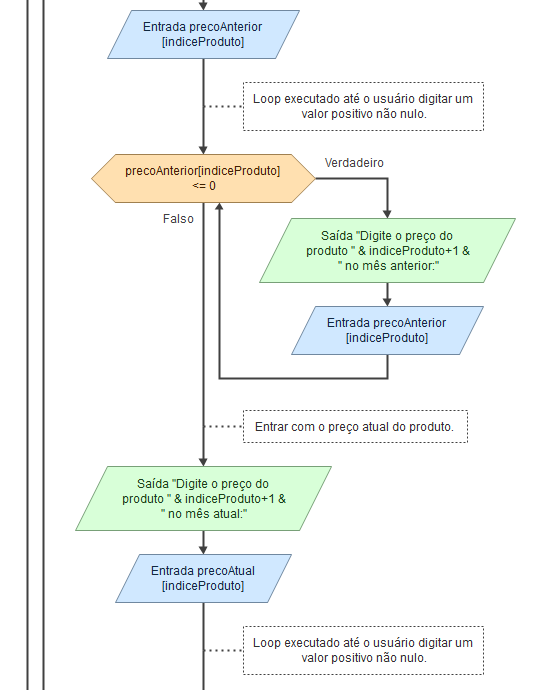 Entrada precoAnterior
[indiceProduto]
Loop executado até o usuário digitar um
valor positivo não nulo.
precoAnterior[indiceProduto]
<= 0
Verdadeiro
Falso
Saída "Digite o preço do
produto " & indiceProduto+1 &
" no mês anterior:"
Entrada precoAnterior
[indiceProduto]
Entrar com o preço atual do produto.
Saída "Digite o preço do
produto " & indiceProduto+1 &
" no mês atual:"
Entrada precoAtual
[indiceProduto]
Loop executado até o usuário digitar um
valor positivo não nulo.